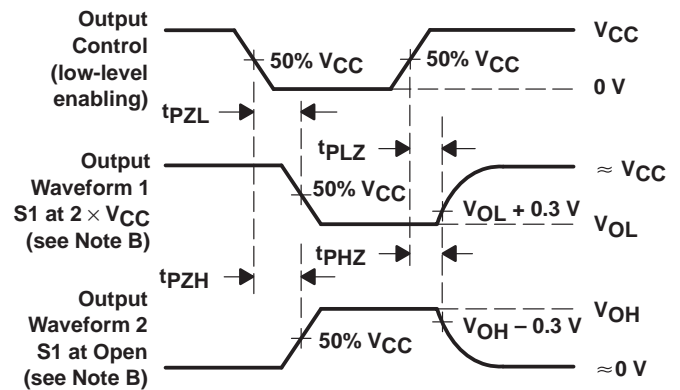 Output
Control
(low-level
enabling)
50% VCC
50% VCC
VCC
0 V
tPZL
tPLZ
Output
Waveform 1
S1 at 2 × VCC
(see Note B)
50% VCC
≈ VCC
VOL + 0.3 V
VOL
tPZH
tPHZ
Output
Waveform 2
S1 at Open
(see Note B)
50% VCC
VOH
VOH – 0.3 V
≈0 V